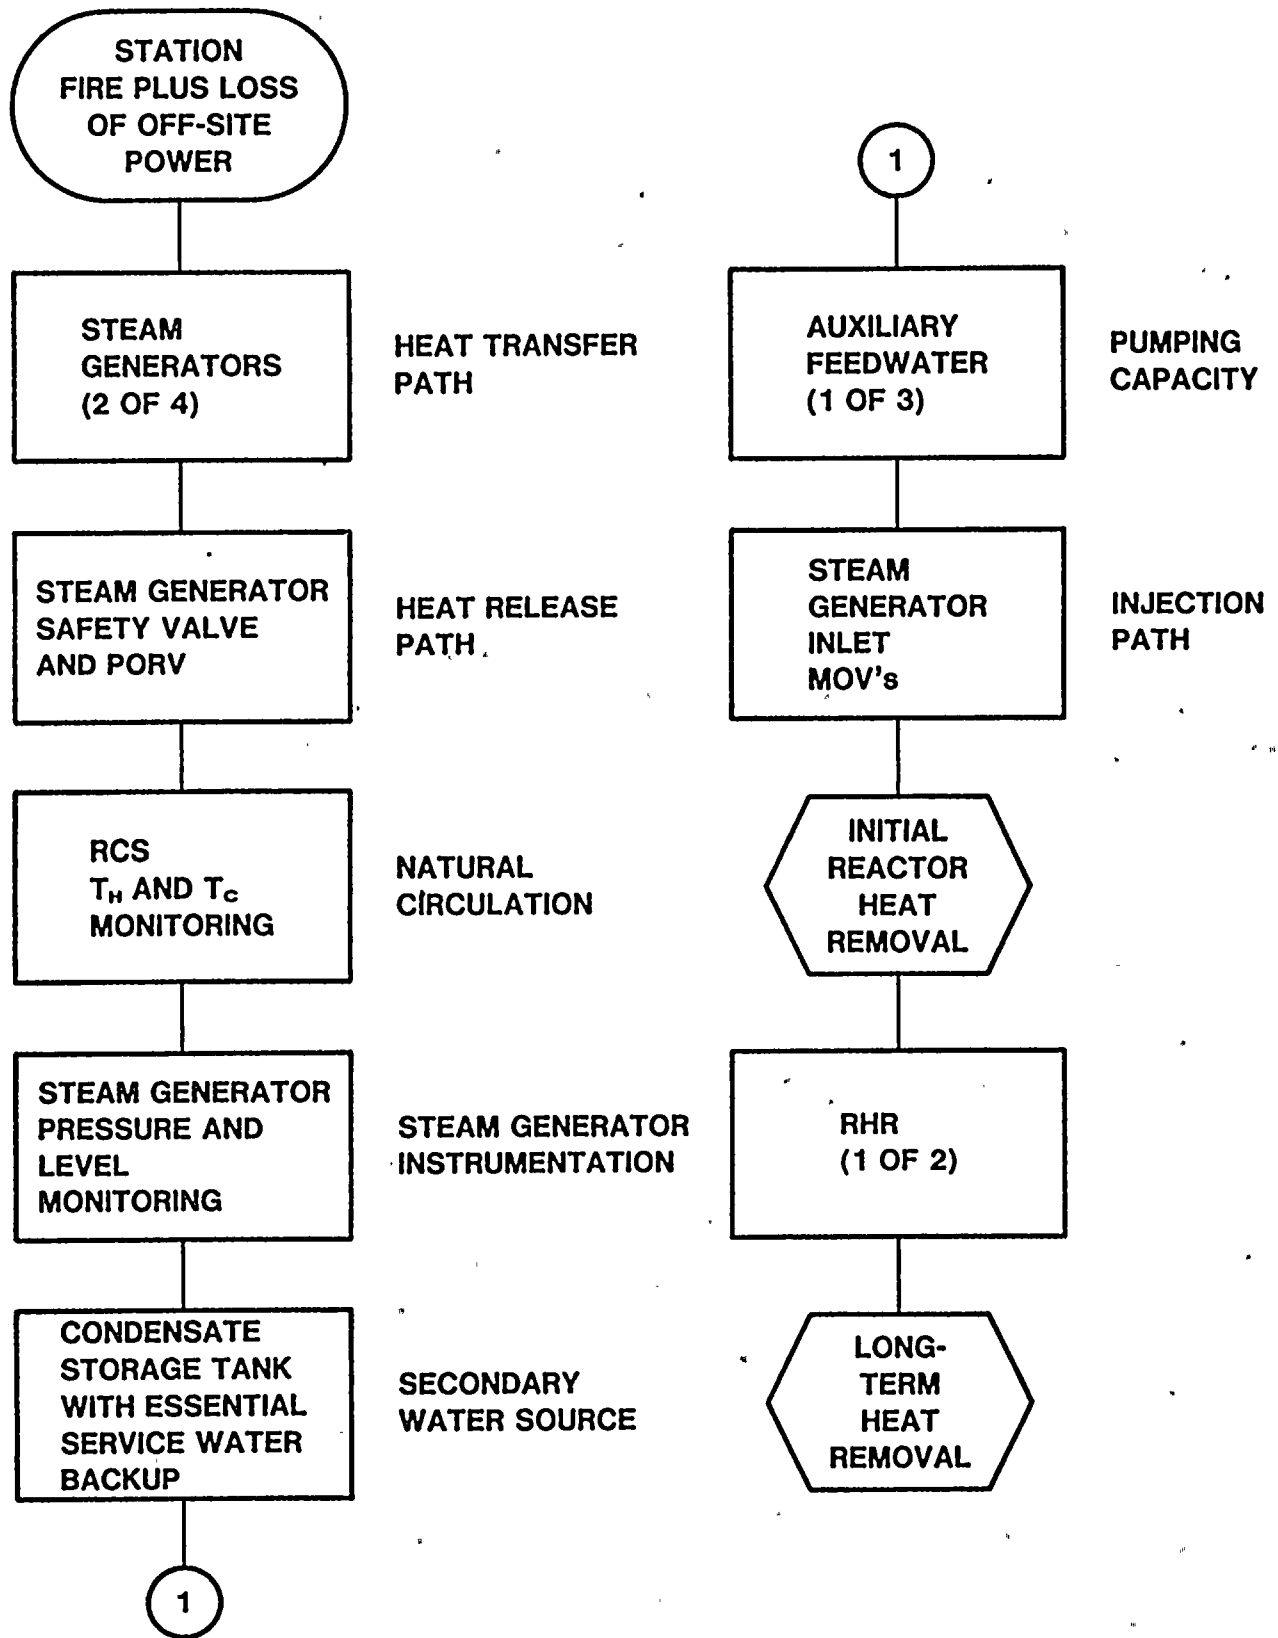 STATION
FIRE PLUS LOSS
OF OFF-SITE
POWER
STEAM
GENERATORS
(2 OF 4)
HEAT TRANSFER
PATH
STEAM GENERATOR
SAFETY VALVE
AND PORV
HEAT RELEASE
PATH
RCS
T_H AND T_C
MONITORING
NATURAL
CIRCULATION
STEAM GENERATOR
PRESSURE AND
LEVEL
MONITORING
STEAM GENERATOR
INSTRUMENTATION
CONDENSATE
STORAGE TANK
WITH ESSENTIAL
SERVICE WATER
BACKUP
SECONDARY
WATER SOURCE
1
1
AUXILIARY
FEEDWATER
(1 OF 3)
PUMPING
CAPACITY
STEAM
GENERATOR
INLET
MOV's
INJECTION
PATH
INITIAL
REACTOR
HEAT
REMOVAL
RHR
(1 OF 2)
LONG-
TERM
HEAT
REMOVAL